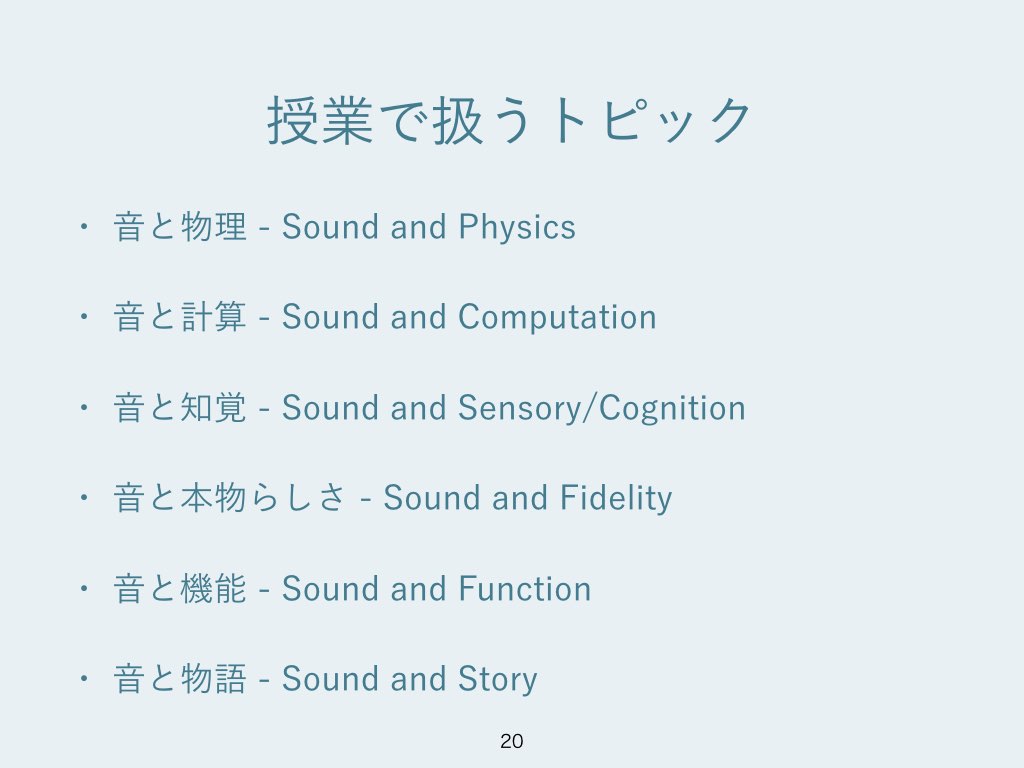 授業で扱うトピック
・ 音と物理 - Sound and Physics
・ 音と計算 - Sound and Computation
・ 音と知覚 - Sound and Sensory/Cognition
・ 音と本物らしさ - Sound and Fidelity
・ 音と機能 - Sound and Function
・ 音と物語 - Sound and Story
20